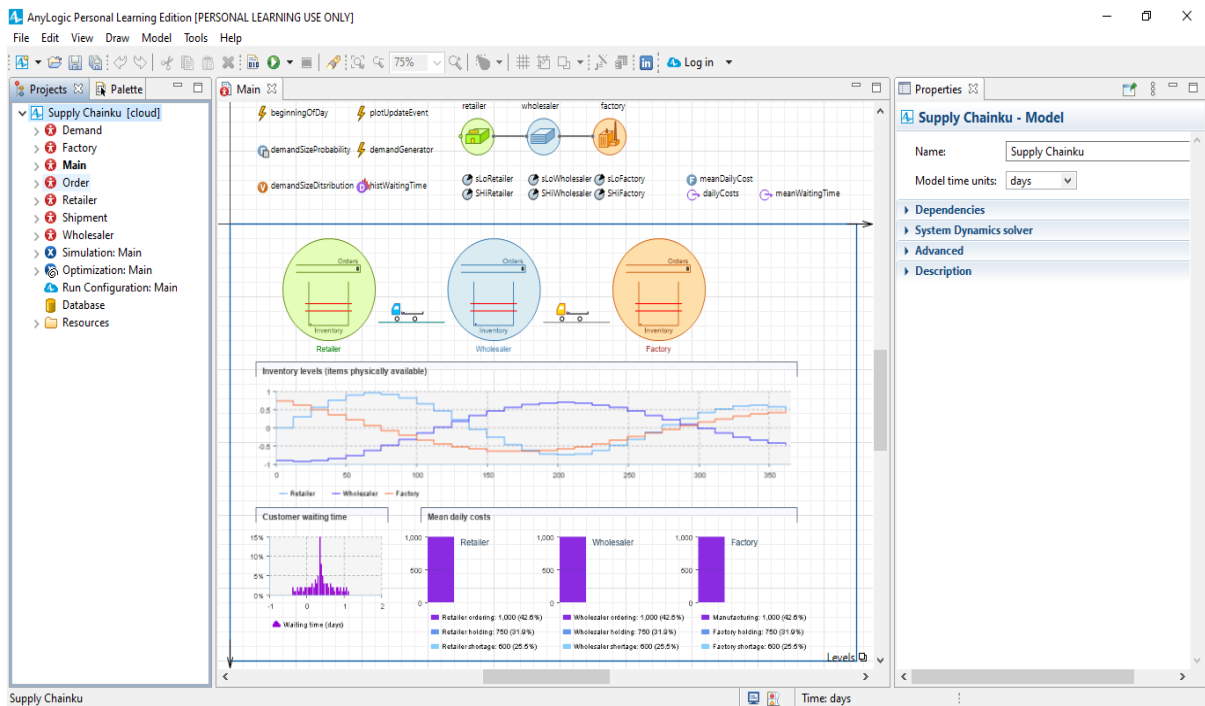 AnyLogic Personal Learning Edition [PERSONAL LEARNING USE ONLY]
File Edit View Draw Model Tools Help
75% Log in
Projects Palette
Supply Chainku [cloud]
Demand
Factory
Main
Order
Retailer
Shipment
Wholesaler
Simulation: Main
Optimization: Main
Run Configuration: Main
Database
Resources
Main
beginningOfDay plotUpdateEvent
demandSizeProbability demandGenerator
demandSizeDitsribution histWaitingTime
retailer wholesaler factory
sLoRetailer sLoWholesaler sLoFactory
SHiRetailer SHiWholesaler SHiFactory
meanDailyCost
dailyCosts meanWaitingTime
Orders Orders Orders
0 0 0
Inventory Inventory Inventory
Retailer Wholesaler Factory
Inventory levels (items physically available)
1
0.5
0
-0.5
-1
0 50 100 150 200 250 300 350
Retailer Wholesaler Factory
Customer waiting time
15%
10%
5%
0%
-1 0 1 2
Waiting time (days)
Mean daily costs
1,000 Retailer 1,000 Wholesaler 1,000 Factory
500 500 500
0 0 0
Retailer ordering: 1,000 (42.6%) Wholesaler ordering: 1,000 (42.6%) Manufacturing: 1,000 (42.6%)
Retailer holding: 750 (31.9%) Wholesaler holding: 750 (31.9%) Factory holding: 750 (31.9%)
Retailer shortage: 600 (25.5%) Wholesaler shortage: 600 (25.5%) Factory shortage: 600 (25.5%)
Levels
Properties
Supply Chainku - Model
Name: Supply Chainku
Model time units: days
Dependencies
System Dynamics solver
Advanced
Description
Supply Chainku Time: days